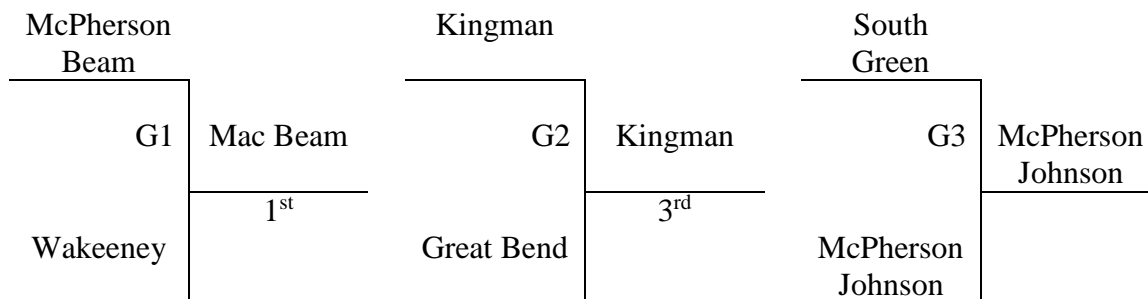 McPherson
Beam
Kingman
South
Green
G1 Mac Beam
G2 Kingman
G3 McPherson
Johnson
1st
3rd
Wakeeney
Great Bend
McPherson
Johnson